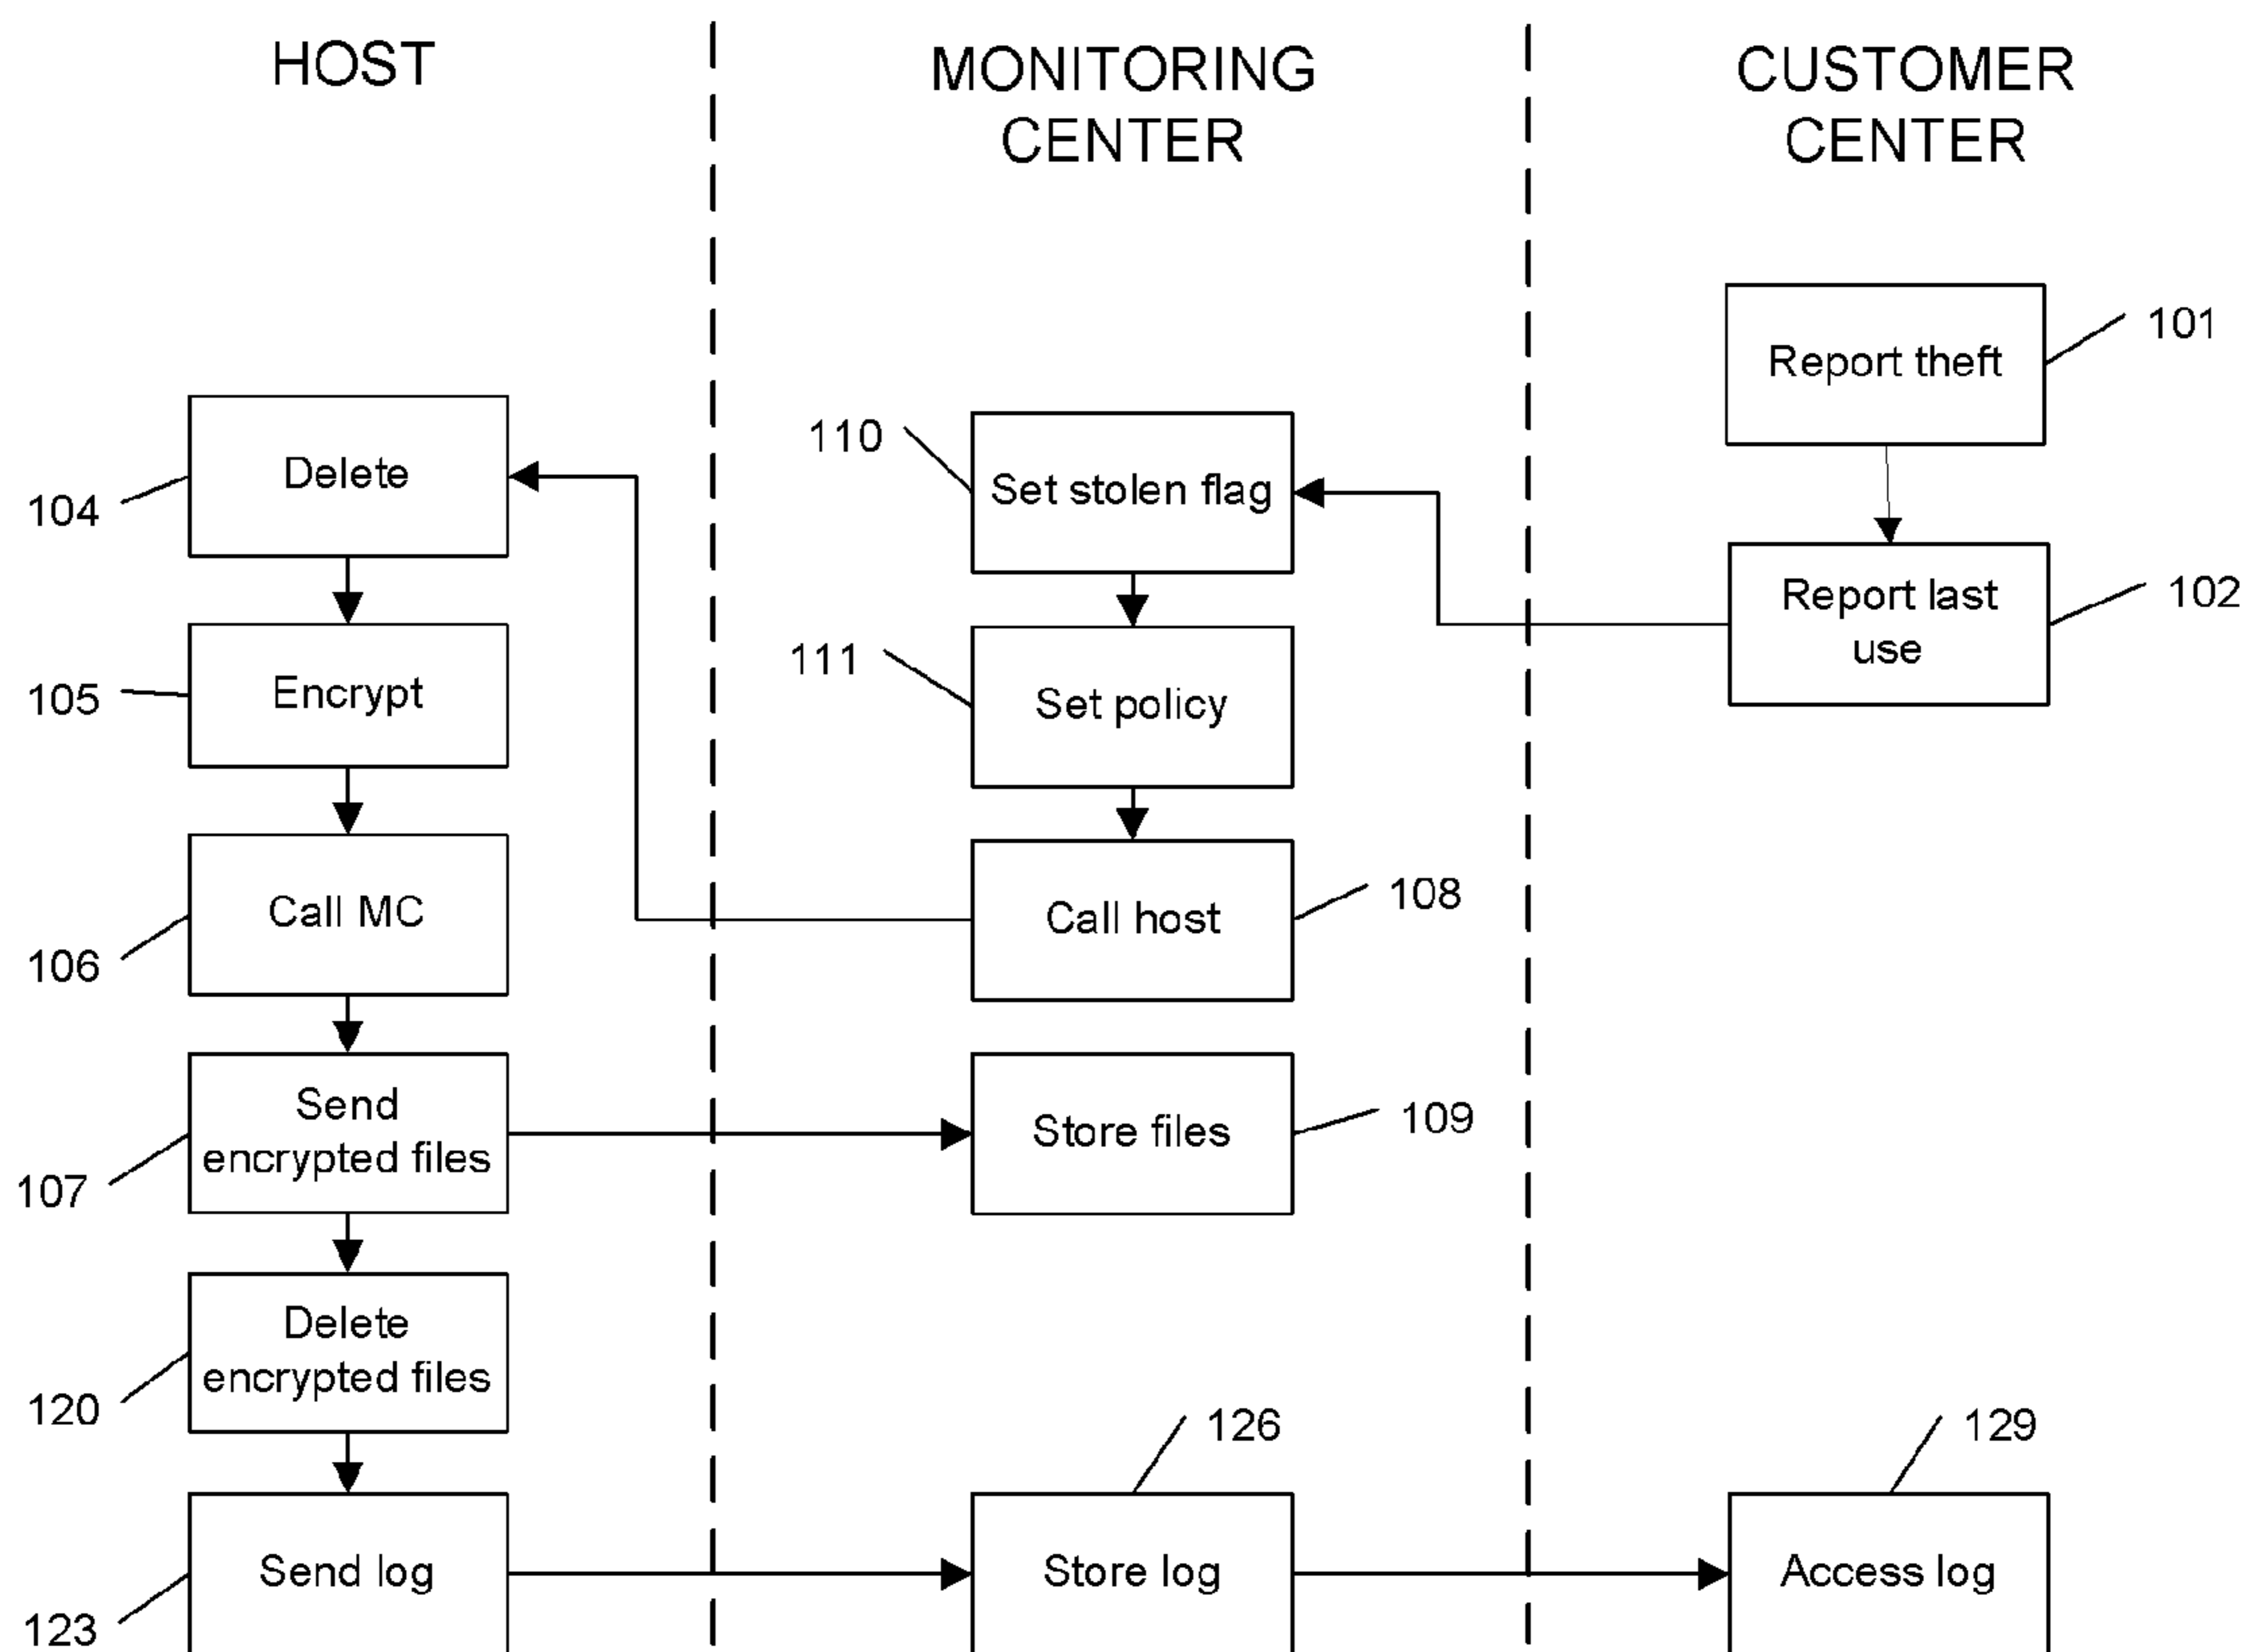 HOST
MONITORING
CENTER
CUSTOMER
CENTER
Report theft
101
Delete
104
110
Set stolen flag
Report last
use
102
Encrypt
105
111
Set policy
Call MC
106
Call host
108
Send
encrypted files
107
Store files
109
Delete
encrypted files
120
126
129
Send log
123
Store log
Access log